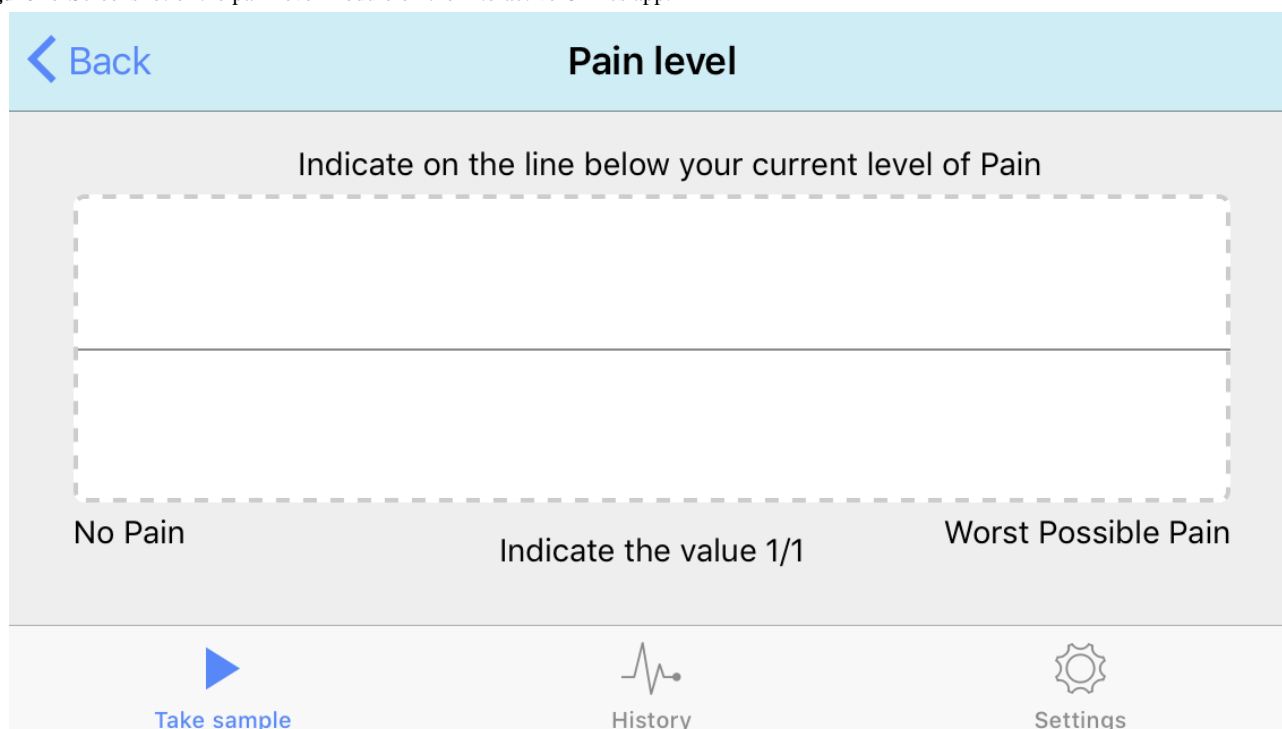 Back
Pain level
Indicate on the line below your current level of Pain
No Pain
Worst Possible Pain
Indicate the value 1/1
Take sample
History
Settings